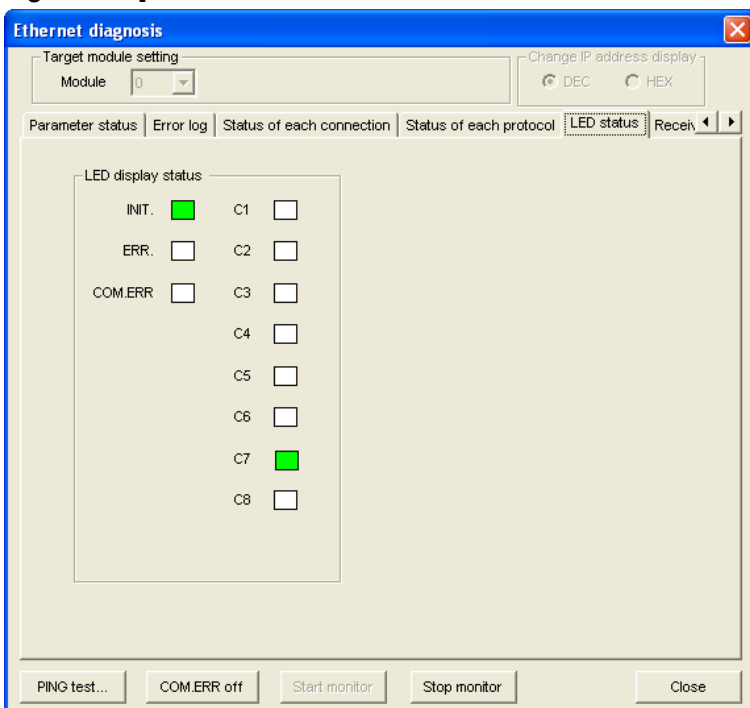 Ethernet diagnosis
Target module setting
Change IP address display
Module 0
DEC HEX
Parameter status Error log Status of each connection Status of each protocol LED status Receiv
LED display status
INIT. C1
ERR. C2
COM.ERR C3
C4
C5
C6
C7
C8
PING test... COM.ERR off Start monitor Stop monitor Close